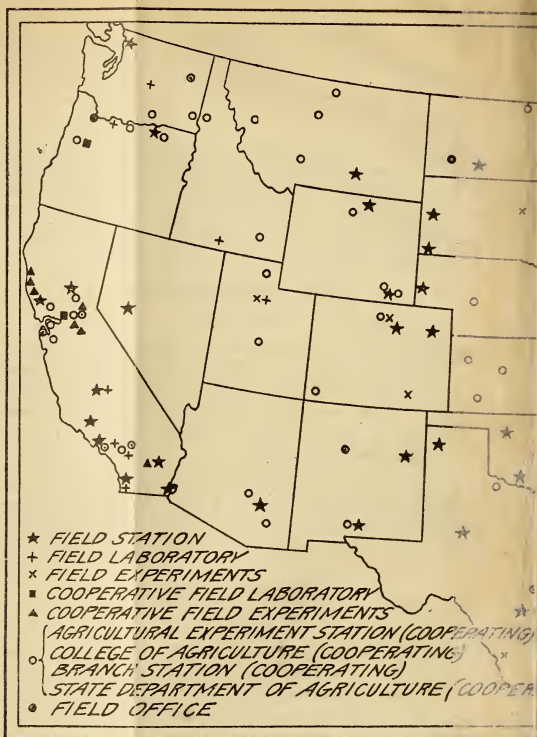 FIELD STATION
FIELD LABORATORY
FIELD EXPERIMENTS
COOPERATIVE FIELD LABORATORY
COOPERATIVE FIELD EXPERIMENTS
AGRICULTURAL EXPERIMENT STATION (COOPERATING)
COLLEGE OF AGRICULTURE (COOPERATING)
BRANCH STATION (COOPERATING)
STATE DEPARTMENT OF AGRICULTURE (COOPERA
FIELD OFFICE